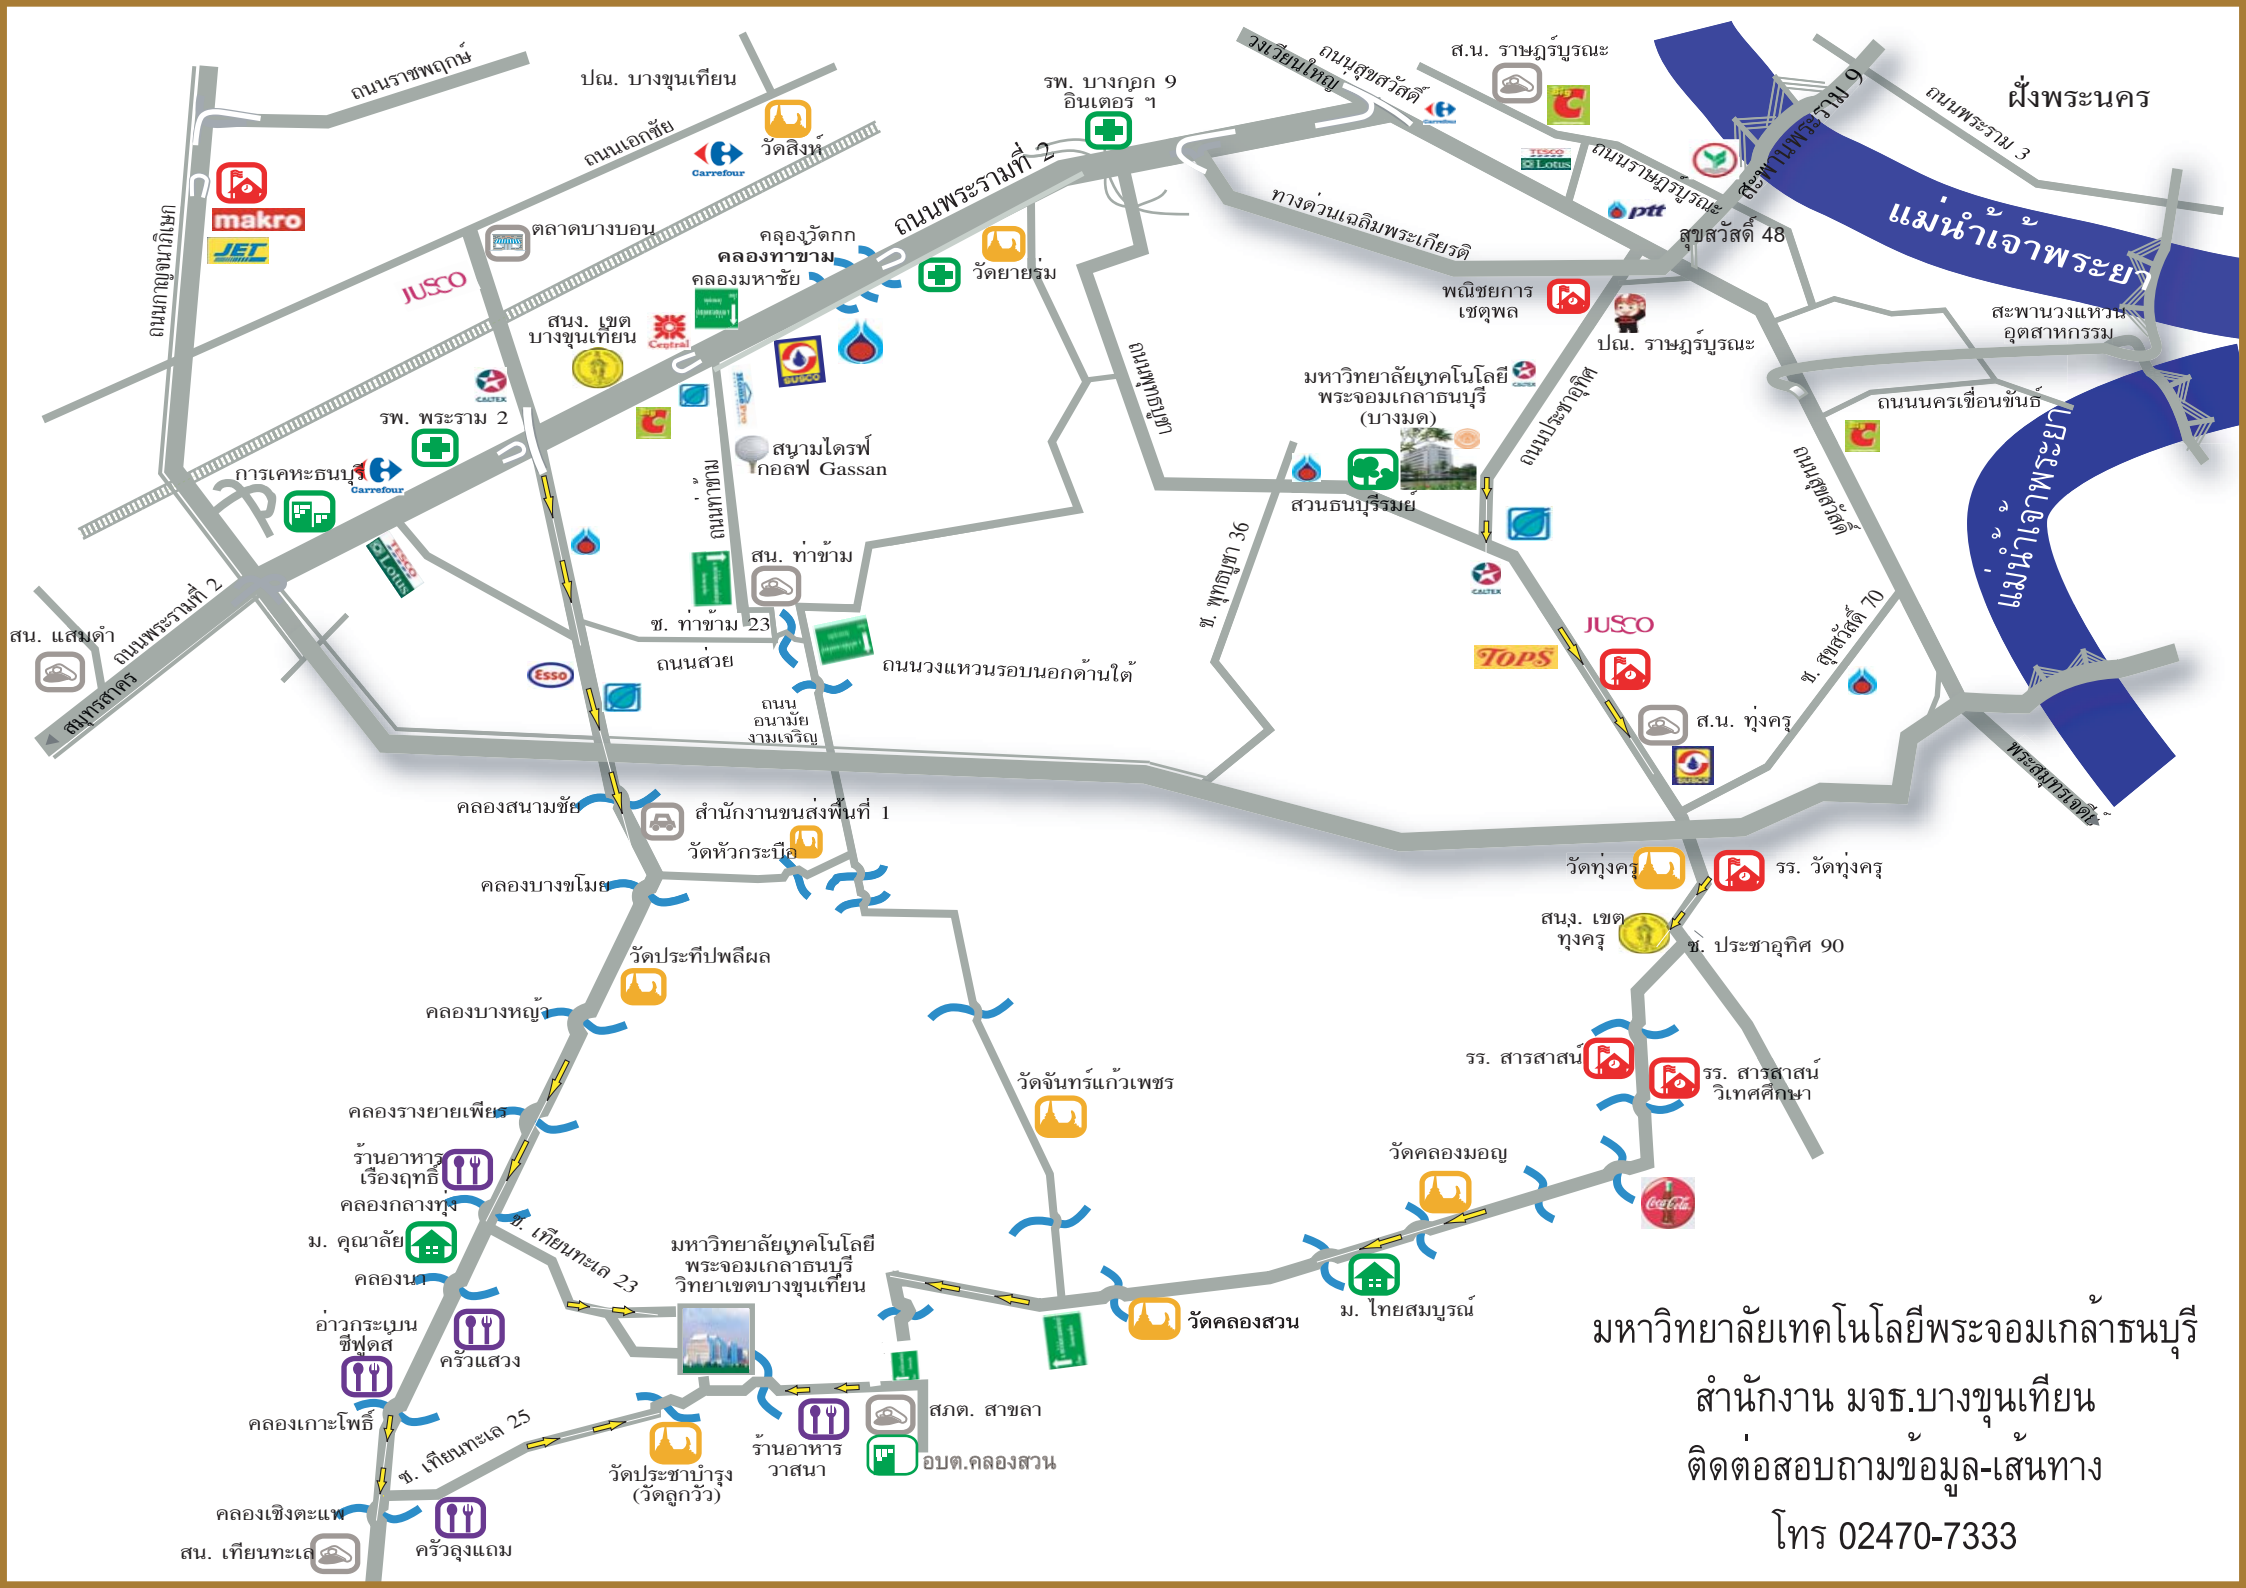 ถนนราชพฤกษ์
ปณ. บางขุนเทียน
ถนนเอกชัย
วัดสิงห์
Carrefour
รพ. บางกอก 9
อินเตอร์ ฯ
วงเวียนใหญ่
ถนนสุขสวัสดิ์
ส.น. ราษฎร์บูรณะ
Big C
Carrefour
TESCO
Lotus
ถนนราษฎร์บูรณะ
สะพานพระราม 9
ถนนพระราม 3
ฝั่งพระนคร
makro
JET
ถนนกาญจนาภิเษก
ตลาดบางบอน
JUSCO
คลองวัดกก
คลองท่าขาม
คลองมหาชัย
ถนนพระรามที่ 2
วัดยายร่ม
ทางด่วนเฉลิมพระเกียรติ
ptt
สุขสวัสดิ์ 48
แม่น้ำเจ้าพระยา
สนง. เขต
บางขุนเทียน
Central
SUSCO
พณิชยการ
เชตุพล
ปณ. ราษฎร์บูรณะ
สะพานวงแหวน
อุตสาหกรรม
CALTEX
รพ. พระราม 2
Big C
Home Pro
ถนนพุทธบูชา
มหาวิทยาลัยเทคโนโลยี
พระจอมเกล้าธนบุรี
(บางมด)
CALTEX
ถนนประชาอุทิศ
ถนนนครเขื่อนขันธ์
Big C
การเคหะธนบุรี
Carrefour
สนามไดรฟ์
กอล์ฟ Gassan
สวนธนบุรีรมย์
ถนนสุขสวัสดิ์
แม่น้ำเจ้าพระยา
TESCO
Lotus
สน. ท่าข้าม
ซ. พุทธบูชา 36
CALTEX
สน. แสมดำ
ถนนพระรามที่ 2
สมุทรสาคร
ซ. ท่าข้าม 23
ถนนส่วย
ถนนวงแหวนรอบนอกด้านใต้
JUSCO
TOPS
ซ. สุขสวัสดิ์ 70
Esso
ถนน
อนามัย
งามเจริญ
ส.น. ทุ่งครุ
SUSCO
พระสมุทรเจดีย์
คลองสนามชัย
สำนักงานขนส่งพื้นที่ 1
วัดหัวกระบือ
คลองบางขโมย
วัดทุ่งครุ
รร. วัดทุ่งครุ
สนง. เขต
ทุ่งครุ
ซ. ประชาอุทิศ 90
วัดประทีปพลีผล
คลองบางหญ้า
รร. สารสาสน์
รร. สารสาสน์
วิเทศศึกษา
วัดจันทร์แก้วเพชร
คลองรางยายเพียร
ร้านอาหาร
เรืองฤทธิ์
คลองกลางทุ่ง
วัดคลองมอญ
Coca-Cola
ม. คุณาลัย
ซ. เทียนทะเล 23
คลองนา
มหาวิทยาลัยเทคโนโลยี
พระจอมเกล้าธนบุรี
วิทยาเขตบางขุนเทียน
ม. ไทยสมบูรณ์
วัดคลองสวน
อ่าวกระเบน
ซีฟูดส์
ครัวแสวง
คลองเกาะโพธิ์
ซ. เทียนทะเล 25
สภต. สาขลา
ร้านอาหาร
วาสนา
อบต.คลองสวน
วัดประชาบำรุง
(วัดลูกวัว)
คลองเชิงตะแพ
สน. เทียนทะเล
ครัวลุงแถม
มหาวิทยาลัยเทคโนโลยีพระจอมเกล้าธนบุรี
สำนักงาน มจธ.บางขุนเทียน
ติดต่อสอบถามข้อมูล-เส้นทาง
โทร 02470-7333